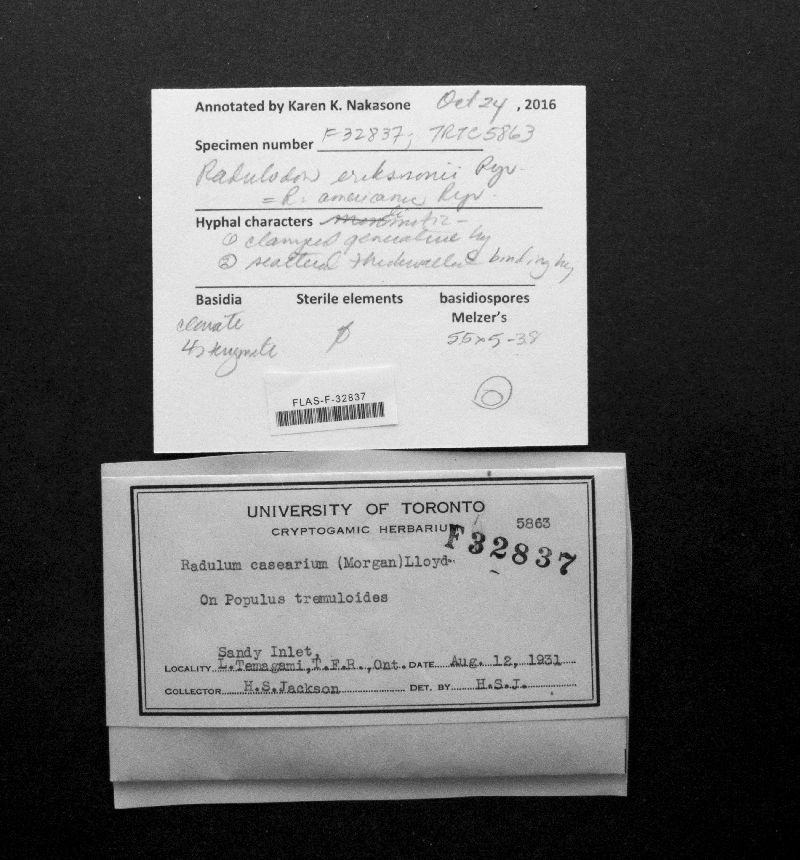 Annotated by Karen K. Nakasone Oct 24, 2016
Specimen number F32837; TRTC5863
Radulodon erikssonii Ryv.
= R. americanus Ryv.
Hyphal characters
① clamped generative hy
② scattered thickwalled binding hy
Basidia Sterile elements basidiospores
Melzer's
clavate
4 sterigmate
FLAS-F-32837
UNIVERSITY OF TORONTO
CRYPTOGAMIC HERBARIUM 5863
F32837
Radulum casearium (Morgan)Lloyd
On Populus tremuloides
Sandy Inlet,
LOCALITY L.Temagami,T.F.R.,Ont. DATE Aug. 12, 1931
COLLECTOR H.S.Jackson DET. BY H.S.J.